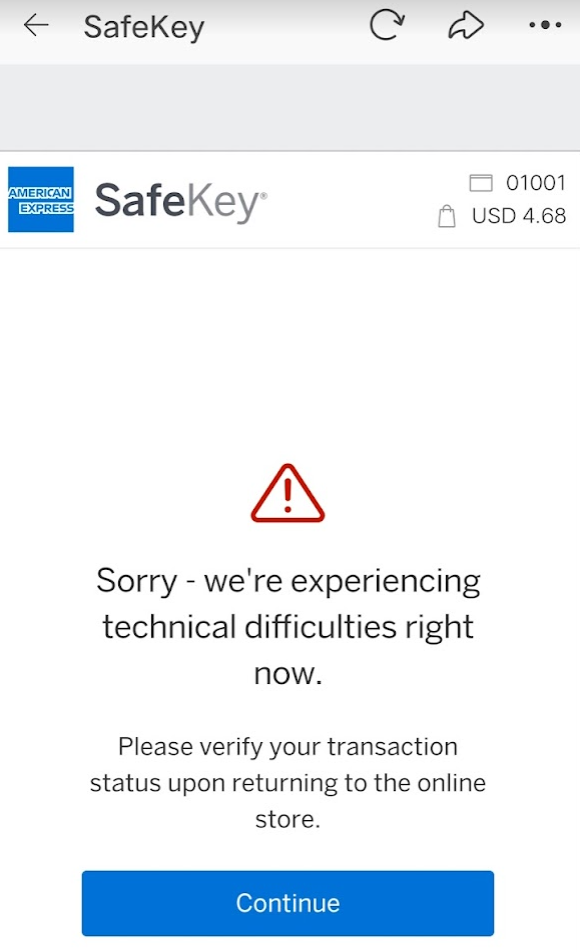 SafeKey
AMERICAN
EXPRESS
SafeKey®
01001
USD 4.68
Sorry - we're experiencing
technical difficulties right
now.
Please verify your transaction
status upon returning to the online
store.
Continue